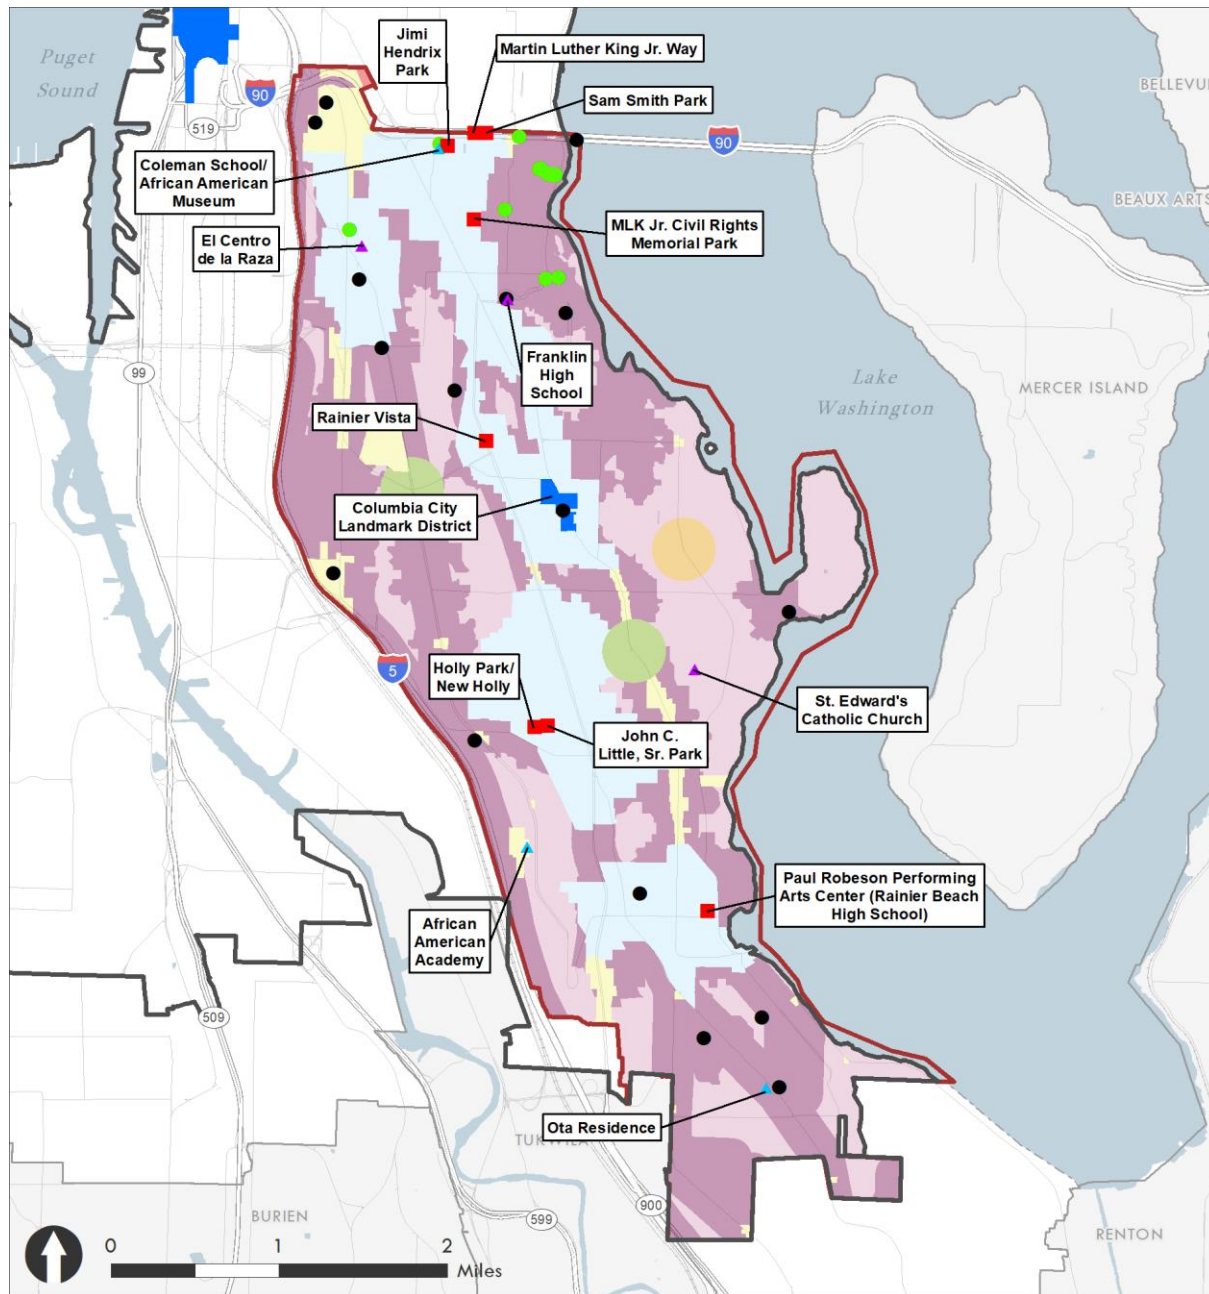 Puget
Sound
Jimi
Hendrix
Park
Martin Luther King Jr. Way
Sam Smith Park
BELLEVU
90
519
90
Coleman School/
African American
Museum
BEAUX ARTS
El Centro
de la Raza
MLK Jr. Civil Rights
Memorial Park
99
Franklin
High
School
Lake
Washington
MERCER ISLAND
Rainier Vista
Columbia City
Landmark District
5
Holly Park/
New Holly
John C.
Little, Sr. Park
St. Edward's
Catholic Church
African
American
Academy
Paul Robeson Performing
Arts Center (Rainier Beach
High School)
509
Ota Residence
TUKWILA
BURIEN
599
900
RENTON
0 1 2
Miles